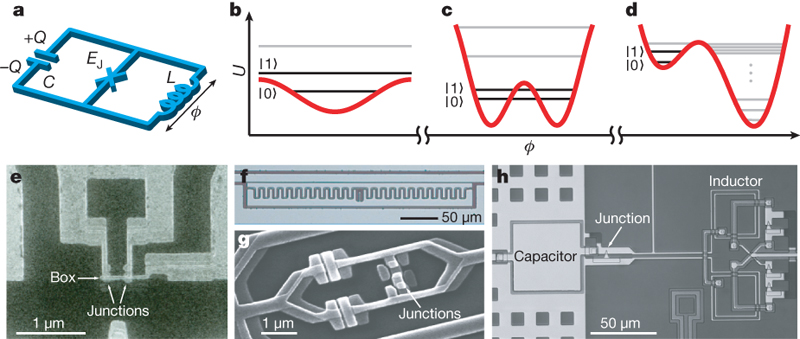 a
+Q
–Q
C
E_J
L
ϕ
b
U
|1⟩
|0⟩
c
|1⟩
|0⟩
d
|1⟩
|0⟩
ϕ
e
Box
Junctions
1 µm
f
50 µm
g
Junctions
1 µm
h
Inductor
Junction
Capacitor
50 µm